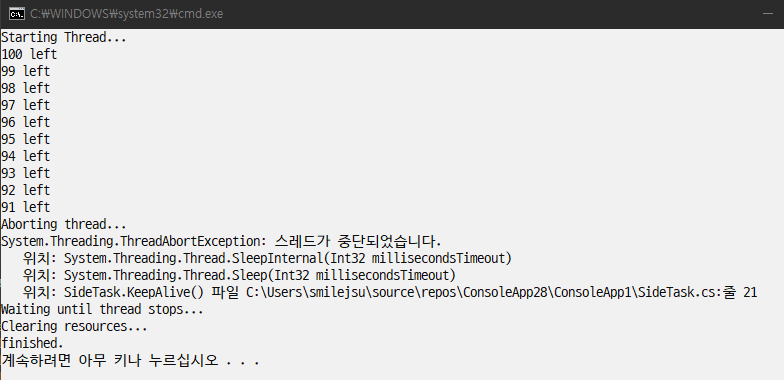 C:\WINDOWS\system32\cmd.exe
Starting Thread...
100 left
99 left
98 left
97 left
96 left
95 left
94 left
93 left
92 left
91 left
Aborting thread...
System.Threading.ThreadAbortException: 스레드가 중단되었습니다.
   위치: System.Threading.Thread.SleepInternal(Int32 millisecondsTimeout)
   위치: System.Threading.Thread.Sleep(Int32 millisecondsTimeout)
   위치: SideTask.KeepAlive() 파일 C:\Users\smilejsu\source\repos\ConsoleApp28\ConsoleApp1\SideTask.cs:줄 21
Waiting until thread stops...
Clearing resources...
finished.
계속하려면 아무 키나 누르십시오 . . .